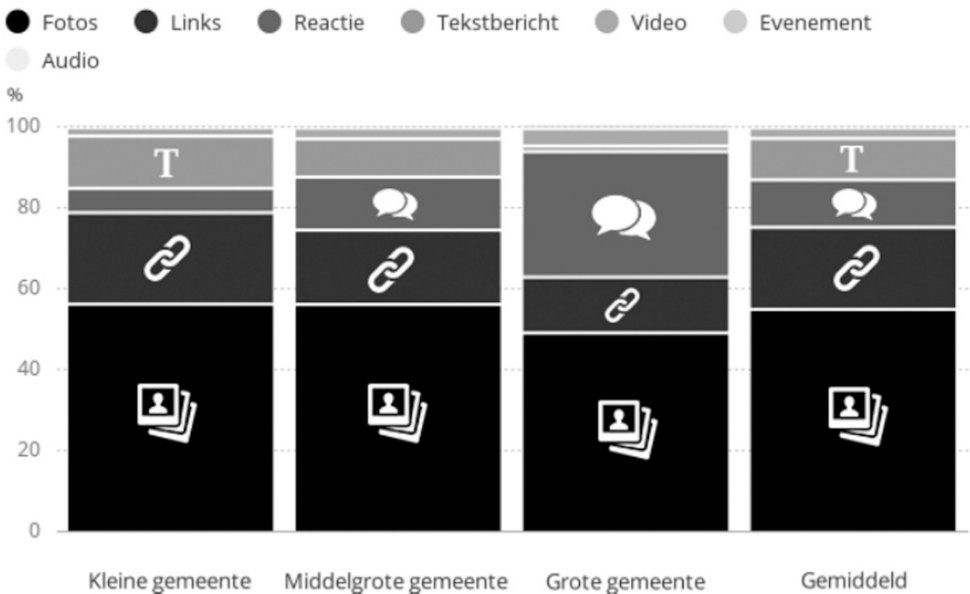 Fotos Links Reactie Tekstbericht Video Evenement
Audio
%
100
80
60
40
20
0
T
T
Kleine gemeente Middelgrote gemeente Grote gemeente Gemiddeld